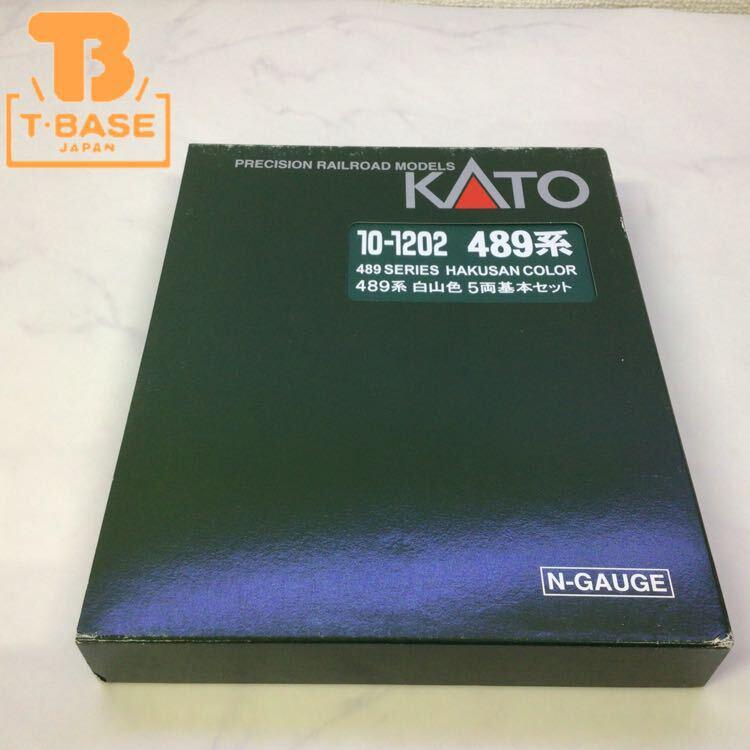 T·BASE
JAPAN
PRECISION RAILROAD MODELS
KATO
10-1202 489系
489 SERIES HAKUSAN COLOR
489系 白山色 5両基本セット
N-GAUGE